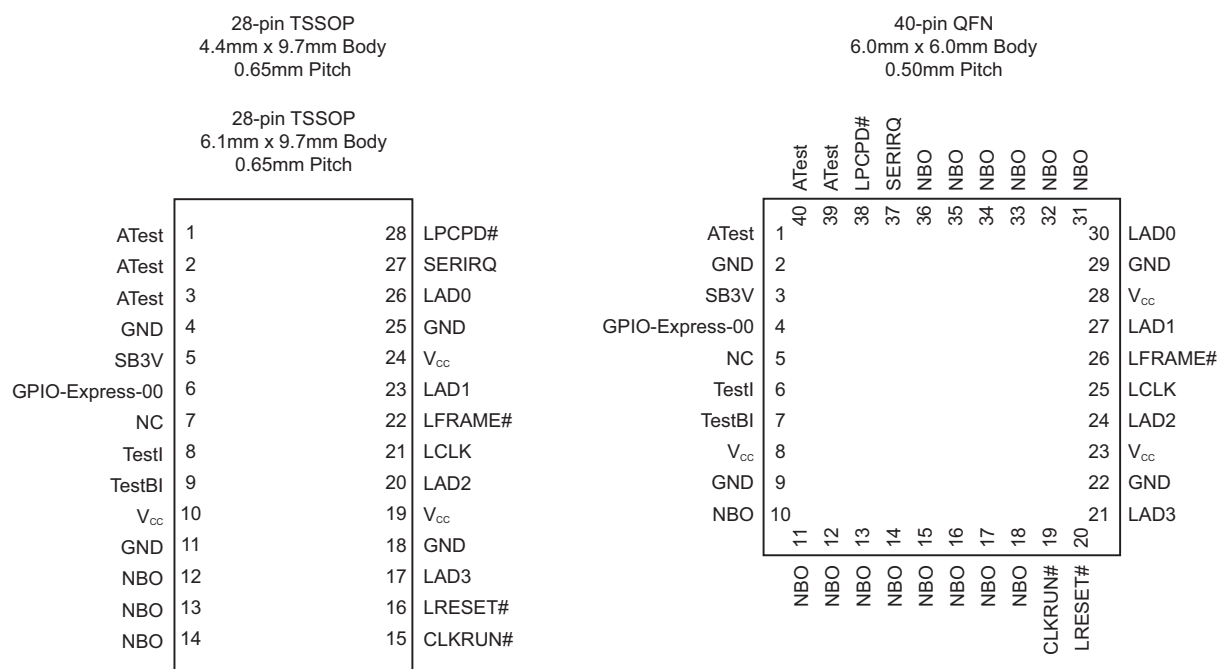 28-pin TSSOP
4.4mm x 9.7mm Body
0.65mm Pitch
28-pin TSSOP
6.1mm x 9.7mm Body
0.65mm Pitch
ATest 1 28 LPCPD#
ATest 2 27 SERIRQ
ATest 3 26 LAD0
GND 4 25 GND
SB3V 5 24 Vcc
GPIO-Express-00 6 23 LAD1
NC 7 22 LFRAME#
TestI 8 21 LCLK
TestBI 9 20 LAD2
Vcc 10 19 Vcc
GND 11 18 GND
NBO 12 17 LAD3
NBO 13 16 LRESET#
NBO 14 15 CLKRUN#
40-pin QFN
6.0mm x 6.0mm Body
0.50mm Pitch
ATest ATest LPCPD# SERIRQ NBO NBO NBO NBO NBO NBO
40 39 38 37 36 35 34 33 32 31
ATest 1 30 LAD0
GND 2 29 GND
SB3V 3 28 Vcc
GPIO-Express-00 4 27 LAD1
NC 5 26 LFRAME#
TestI 6 25 LCLK
TestBI 7 24 LAD2
Vcc 8 23 Vcc
GND 9 22 GND
NBO 10 21 LAD3
11 12 13 14 15 16 17 18 19 20
NBO NBO NBO NBO NBO NBO NBO NBO CLKRUN# LRESET#